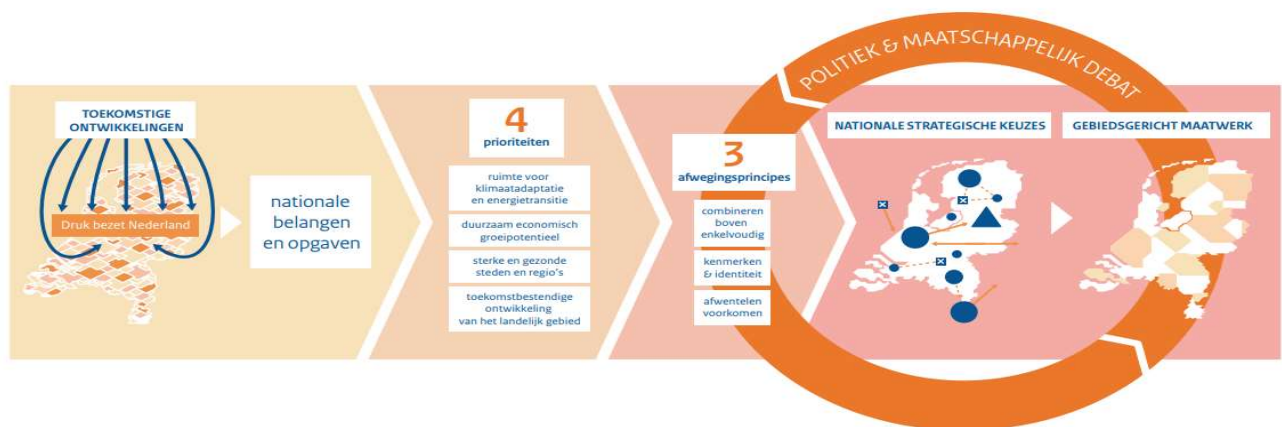 POLITIEK & MAATSCHAPPELIJK DEBAT
TOEKOMSTIGE
ONTWIKKELINGEN
Druk bezet Nederland
nationale
belangen
en opgaven
4
prioriteiten
ruimte voor
klimaatadaptatie
en energietransitie
duurzaam economisch
groeipotentieel
sterke en gezonde
steden en regio's
toekomstbestendige
ontwikkeling
van het landelijk gebied
3
afwegingsprincipes
combineren
boven
enkelvoudig
kenmerken
& identiteit
afwentelen
voorkomen
NATIONALE STRATEGISCHE KEUZES
GEBIEDSGERICHT MAATWERK